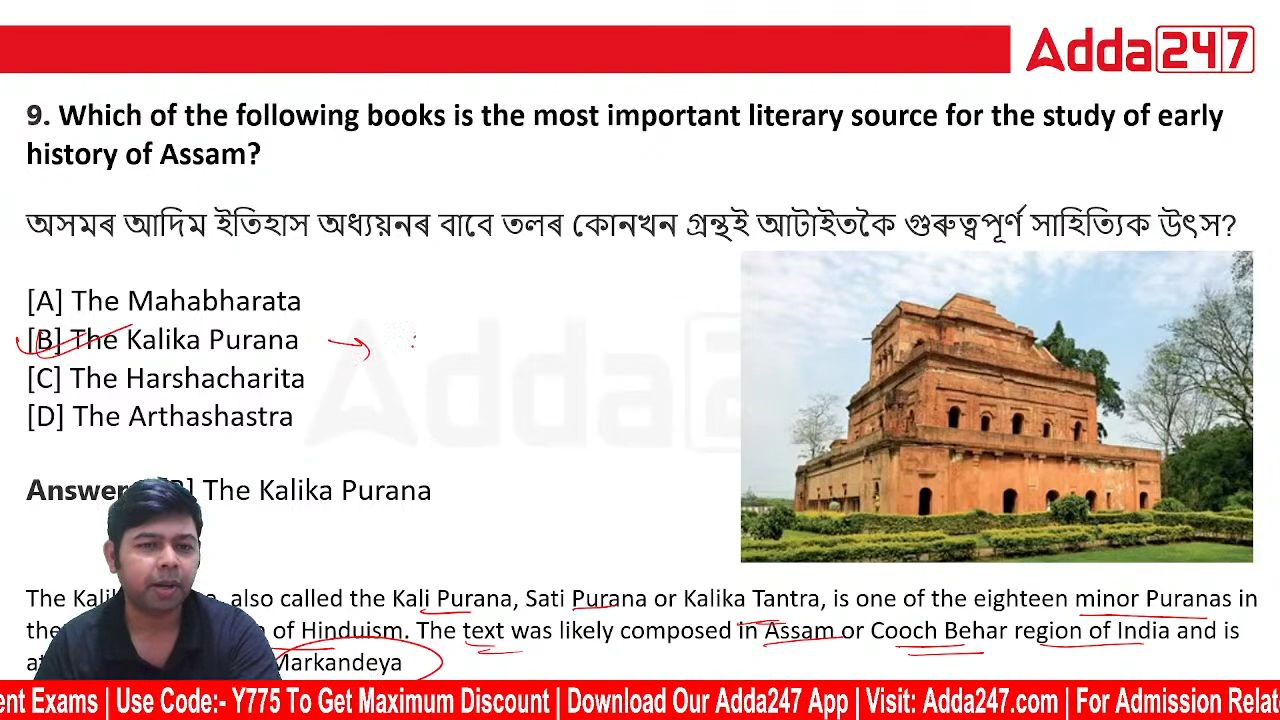 Adda247
9. Which of the following books is the most important literary source for the study of early
history of Assam?
অসমৰ আদিম ইতিহাস অধ্যয়নৰ বাবে তলৰ কোনখন গ্ৰন্থই আটাইতকৈ গুৰুত্বপূৰ্ণ সাহিত্যিক উৎস?
[A] The Mahabharata
[B] The Kalika Purana
[C] The Harshacharita
[D] The Arthashastra
Adda247
Answer The Kalika Purana
The also called the Kali Purana, Sati Purana or Kalika Tantra, is one of the eighteen minor Puranas in
the of Hinduism. The text was likely composed in Assam or Cooch Behar region of India and is
Markandeya
Exams | Use Code:- Y775 To Get Maximum Discount | Download Our Adda247 App | Visit: Adda247.com | For Admission